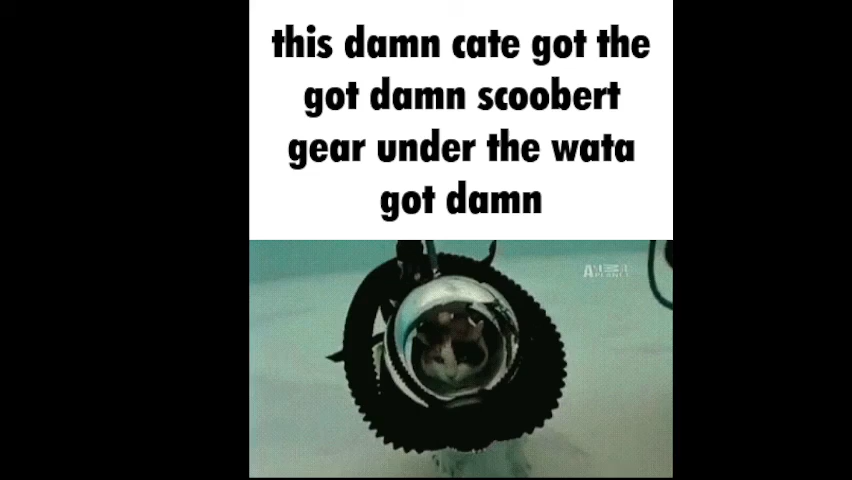 this damn cate got the
got damn scoobert
gear under the wata
got damn